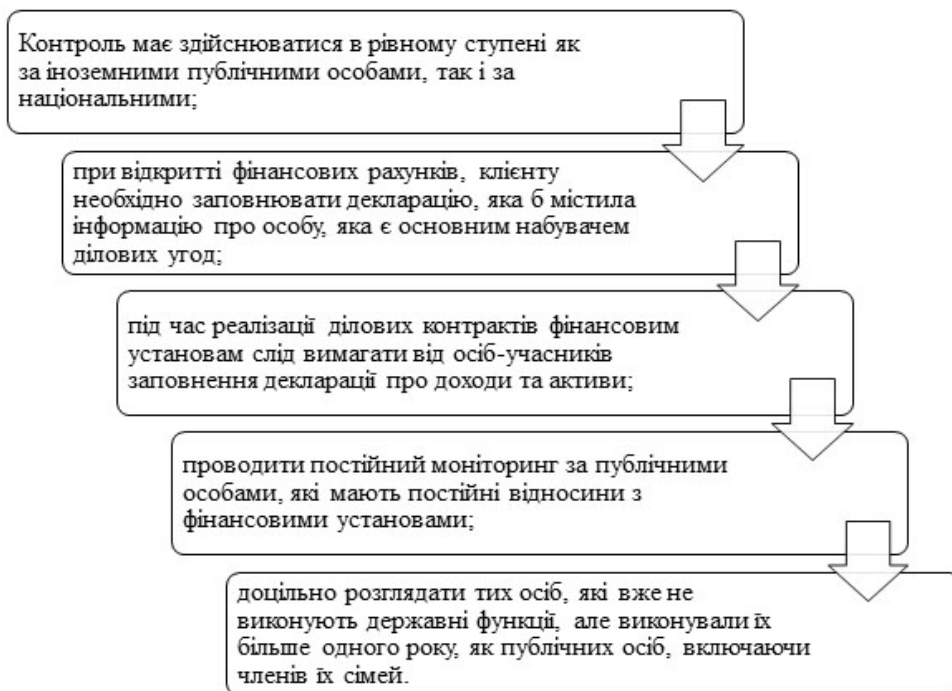 Контроль має здійснюватися в рівному ступені як
за іноземними публічними особами, так і за
національними;
при відкритті фінансових рахунків, клієнту
необхідно заповнювати декларацію, яка б містила
інформацію про особу, яка є основним набувачем
ділових угод;
під час реалізації ділових контрактів фінансовим
установам слід вимагати від осіб-учасників
заповнення декларації про доходи та активи;
проводити постійний моніторинг за публічними
особами, які мають постійні відносини з
фінансовими установами;
доцільно розглядати тих осіб, які вже не
виконують державні функції, але виконували їх
більше одного року, як публічних осіб, включаючи
членів їх сімей.